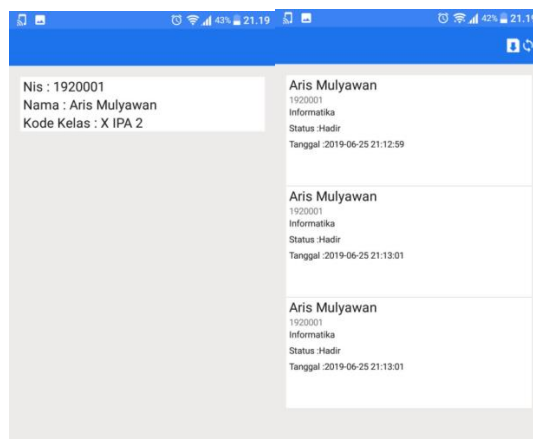 43% 21.19
Nis : 1920001
Nama : Aris Mulyawan
Kode Kelas : X IPA 2
42% 21.19
Aris Mulyawan
1920001
Informatika
Status :Hadir
Tanggal :2019-06-25 21:12:59
Aris Mulyawan
1920001
Informatika
Status :Hadir
Tanggal :2019-06-25 21:13:01
Aris Mulyawan
1920001
Informatika
Status :Hadir
Tanggal :2019-06-25 21:13:01